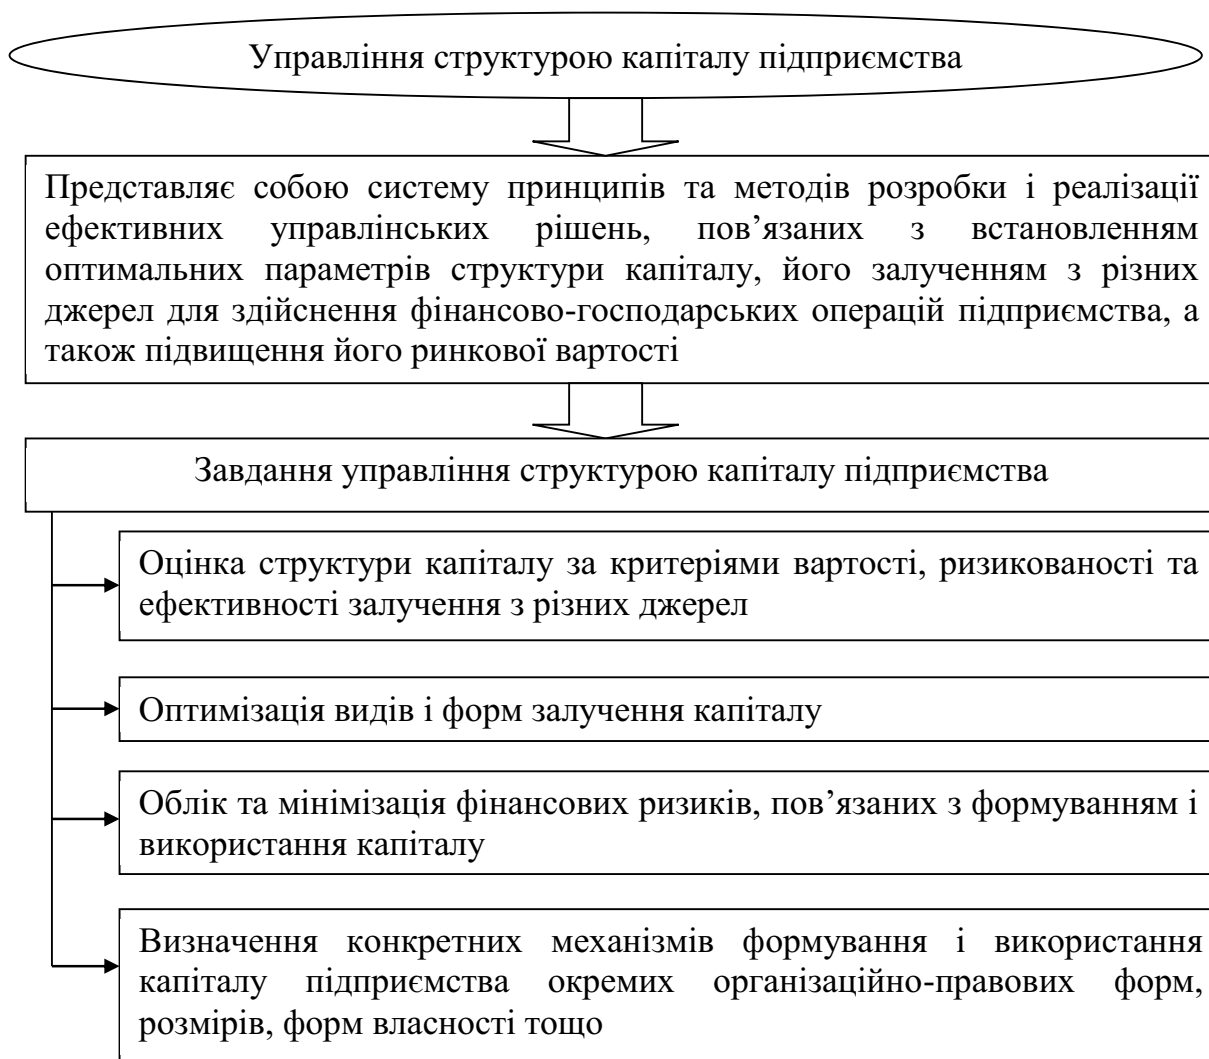 Управління структурою капіталу підприємства
Представляє собою систему принципів та методів розробки і реалізації
ефективних управлінських рішень, пов’язаних з встановленням
оптимальних параметрів структури капіталу, його залученням з різних
джерел для здійснення фінансово-господарських операцій підприємства, а
також підвищення його ринкової вартості
Завдання управління структурою капіталу підприємства
Оцінка структури капіталу за критеріями вартості, ризикованості та
ефективності залучення з різних джерел
Оптимізація видів і форм залучення капіталу
Облік та мінімізація фінансових ризиків, пов’язаних з формуванням і
використання капіталу
Визначення конкретних механізмів формування і використання
капіталу підприємства окремих організаційно-правових форм,
розмірів, форм власності тощо